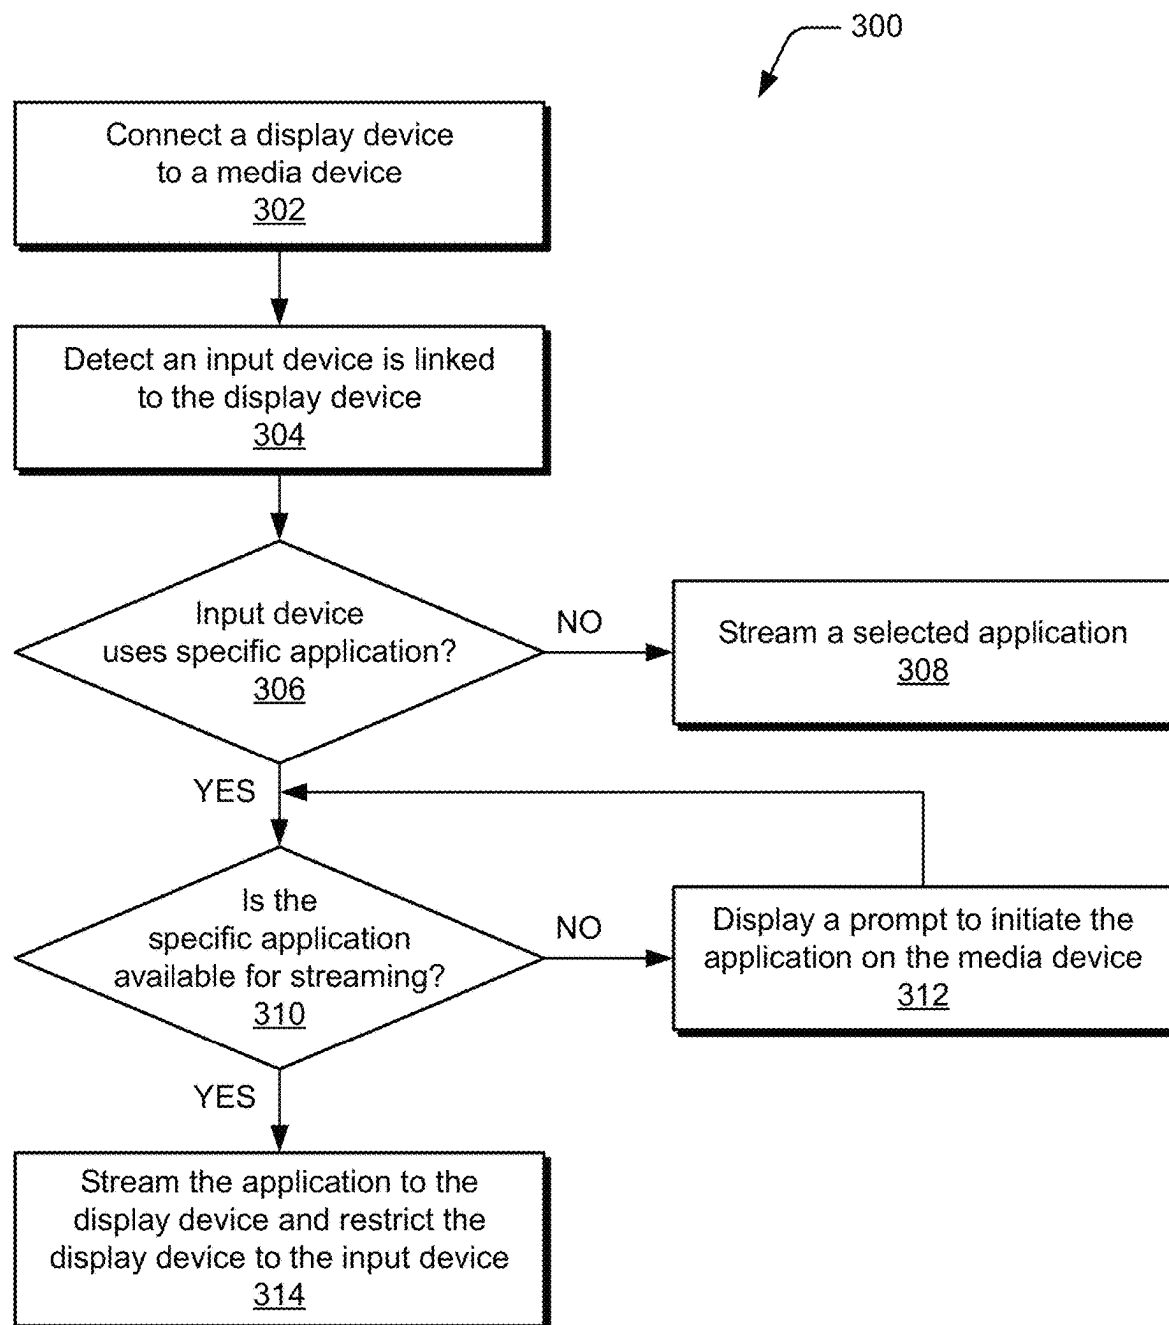 300
Connect a display device
to a media device
302
Detect an input device is linked
to the display device
304
Input device
uses specific application?
306
NO
Stream a selected application
308
YES
Is the
specific application
available for streaming?
310
NO
Display a prompt to initiate the
application on the media device
312
YES
Stream the application to the
display device and restrict the
display device to the input device
314